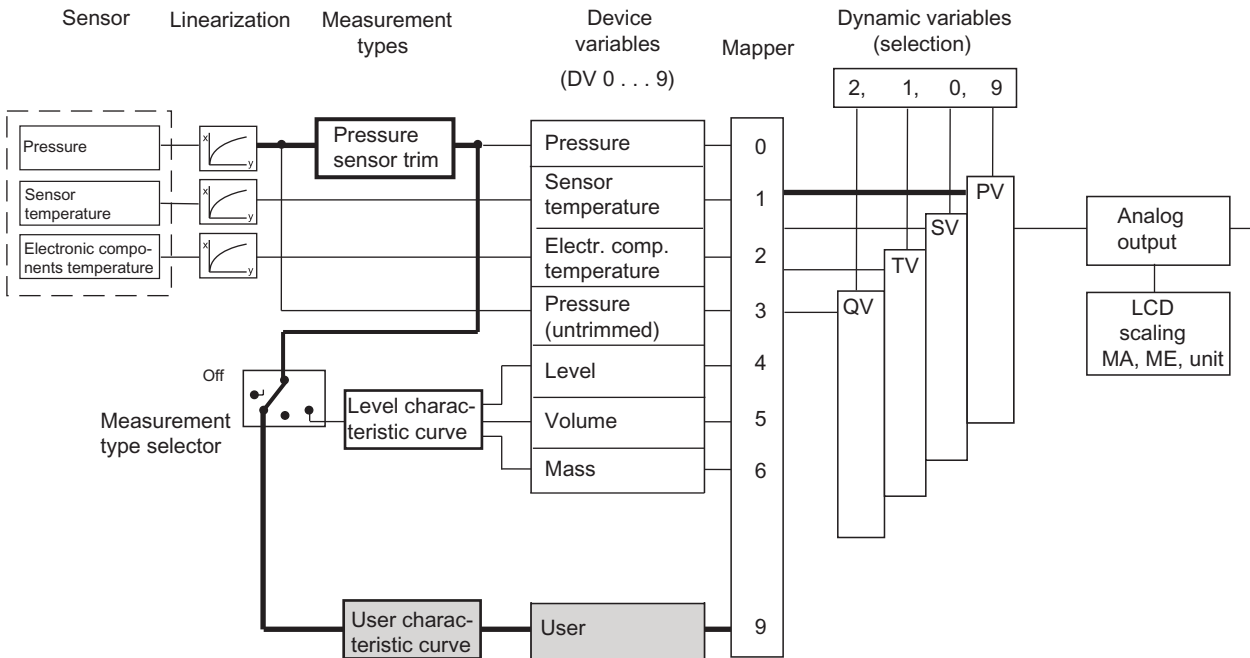 Sensor
Linearization
Measurement
types
Device
variables
(DV 0 . . . 9)
Mapper
Dynamic variables
(selection)
2, 1, 0, 9
Pressure
x
y
Pressure
sensor trim
Pressure
0
Sensor
temperature
x
y
Sensor
temperature
1
Electronic compo-
nents temperature
x
y
Electr. comp.
temperature
2
Pressure
(untrimmed)
3
PV
SV
TV
QV
Analog
output
LCD
scaling
MA, ME, unit
Off
Measurement
type selector
Level charac-
teristic curve
Level
4
Volume
5
Mass
6
User charac-
teristic curve
User
9